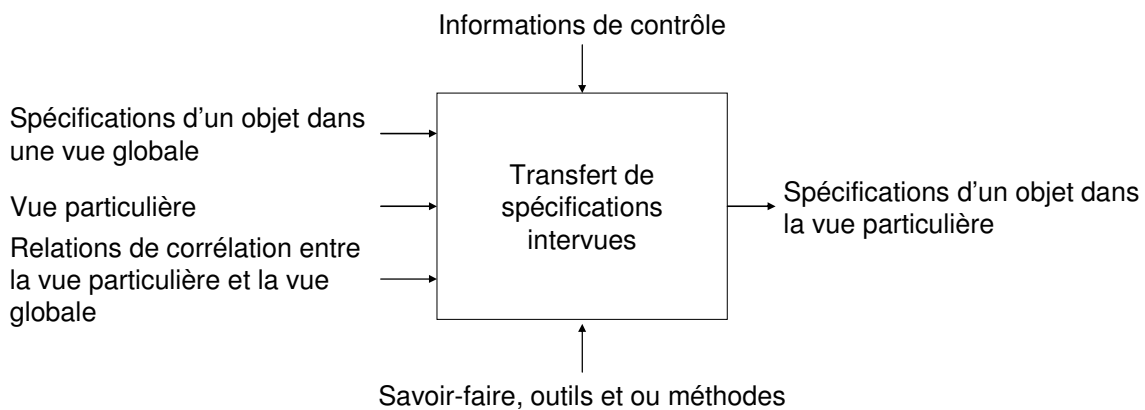 Informations de contrôle
Spécifications d’un objet dans
une vue globale
Vue particulière
Relations de corrélation entre
la vue particulière et la vue
globale
Transfert de
spécifications
intervues
Spécifications d’un objet dans
la vue particulière
Savoir-faire, outils et ou méthodes